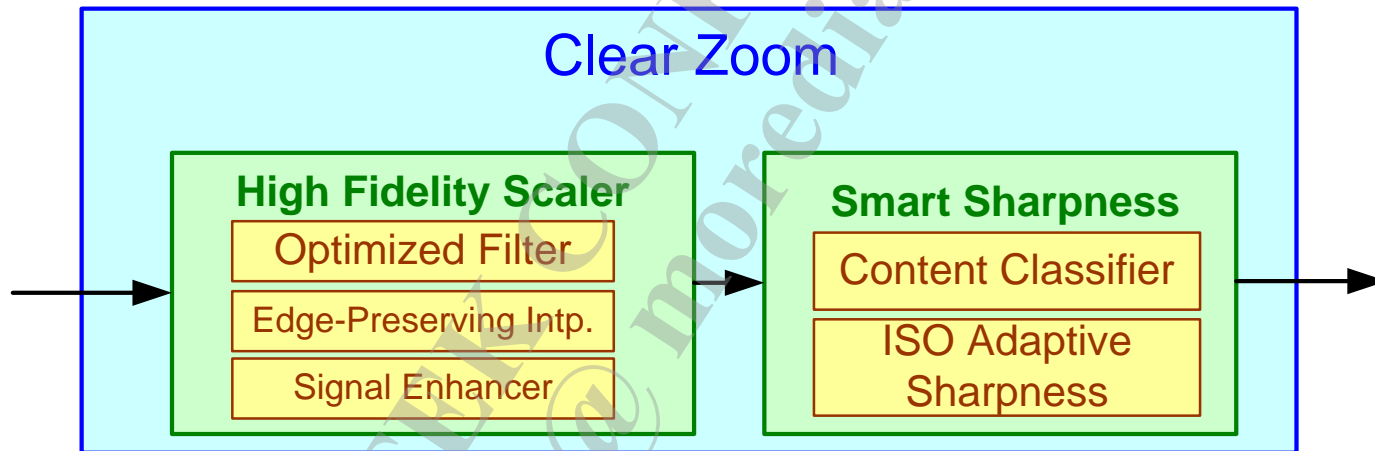 Clear Zoom
High Fidelity Scaler
Optimized Filter
Edge-Preserving Intp.
Signal Enhancer
Smart Sharpness
Content Classifier
ISO Adaptive
Sharpness